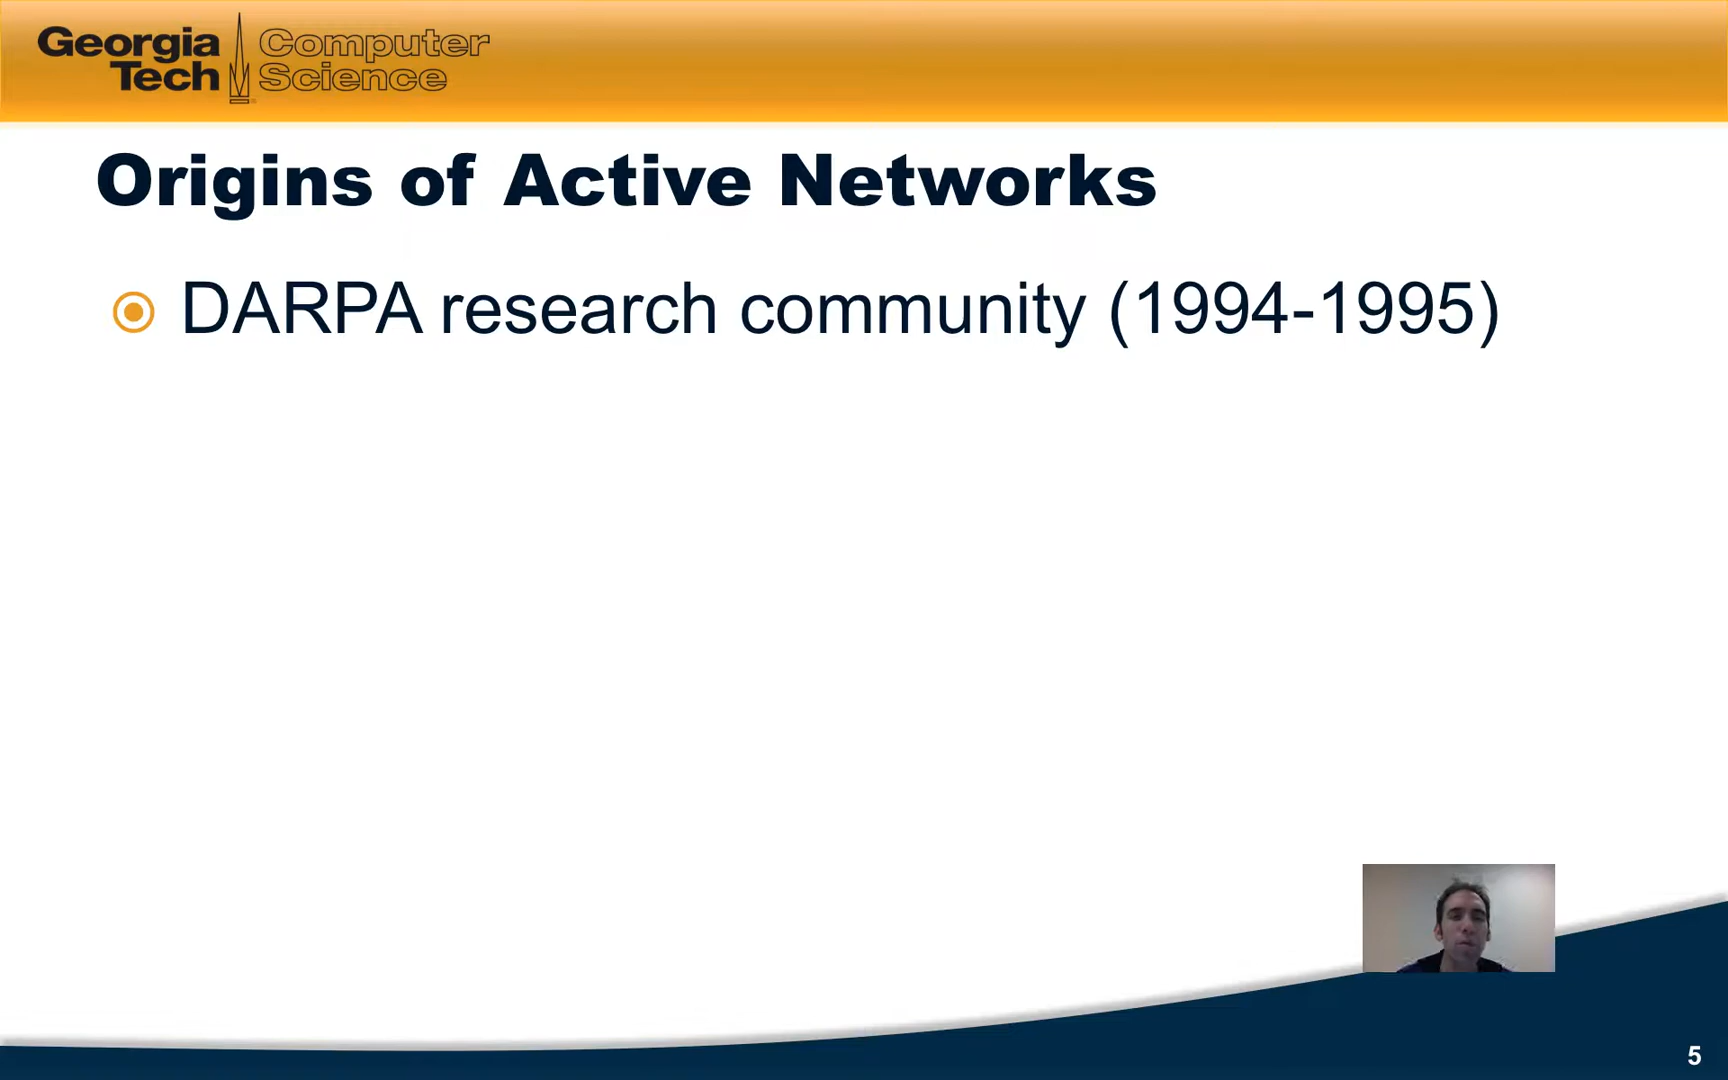 Georgia Computer
Tech Science
Origins of Active Networks
DARPA research community (1994-1995)
5